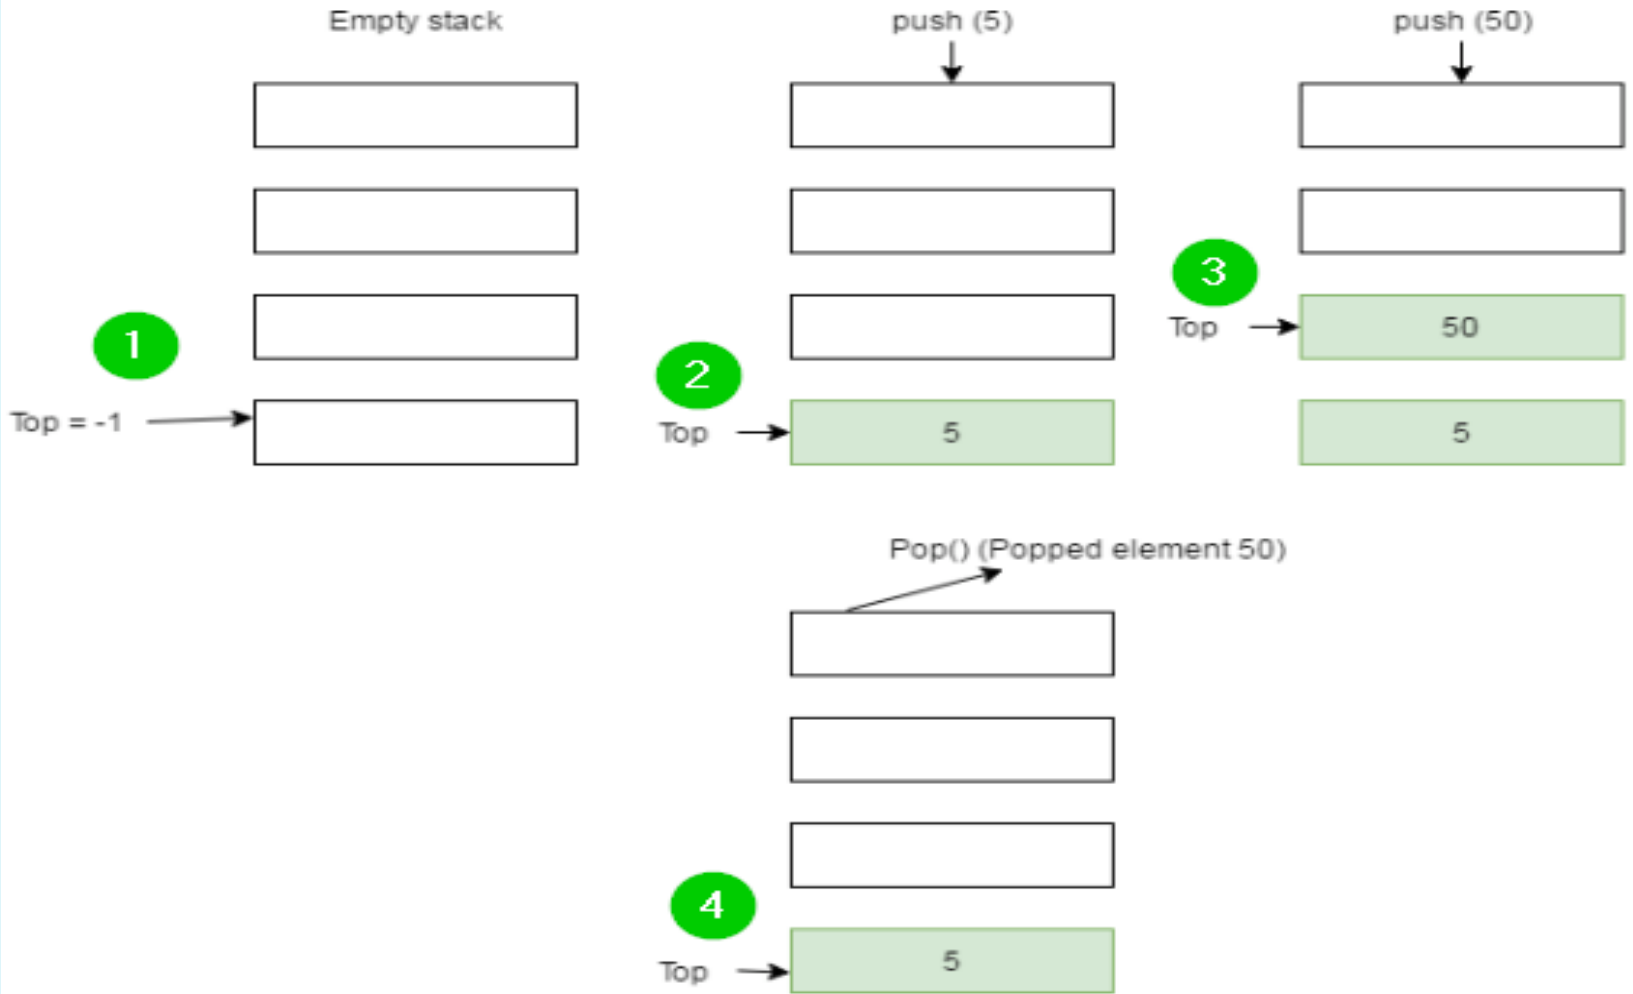 Empty stack
push (5)
push (50)
1
Top = -1
2
Top
5
3
Top
50
5
Pop() (Popped element 50)
4
Top
5